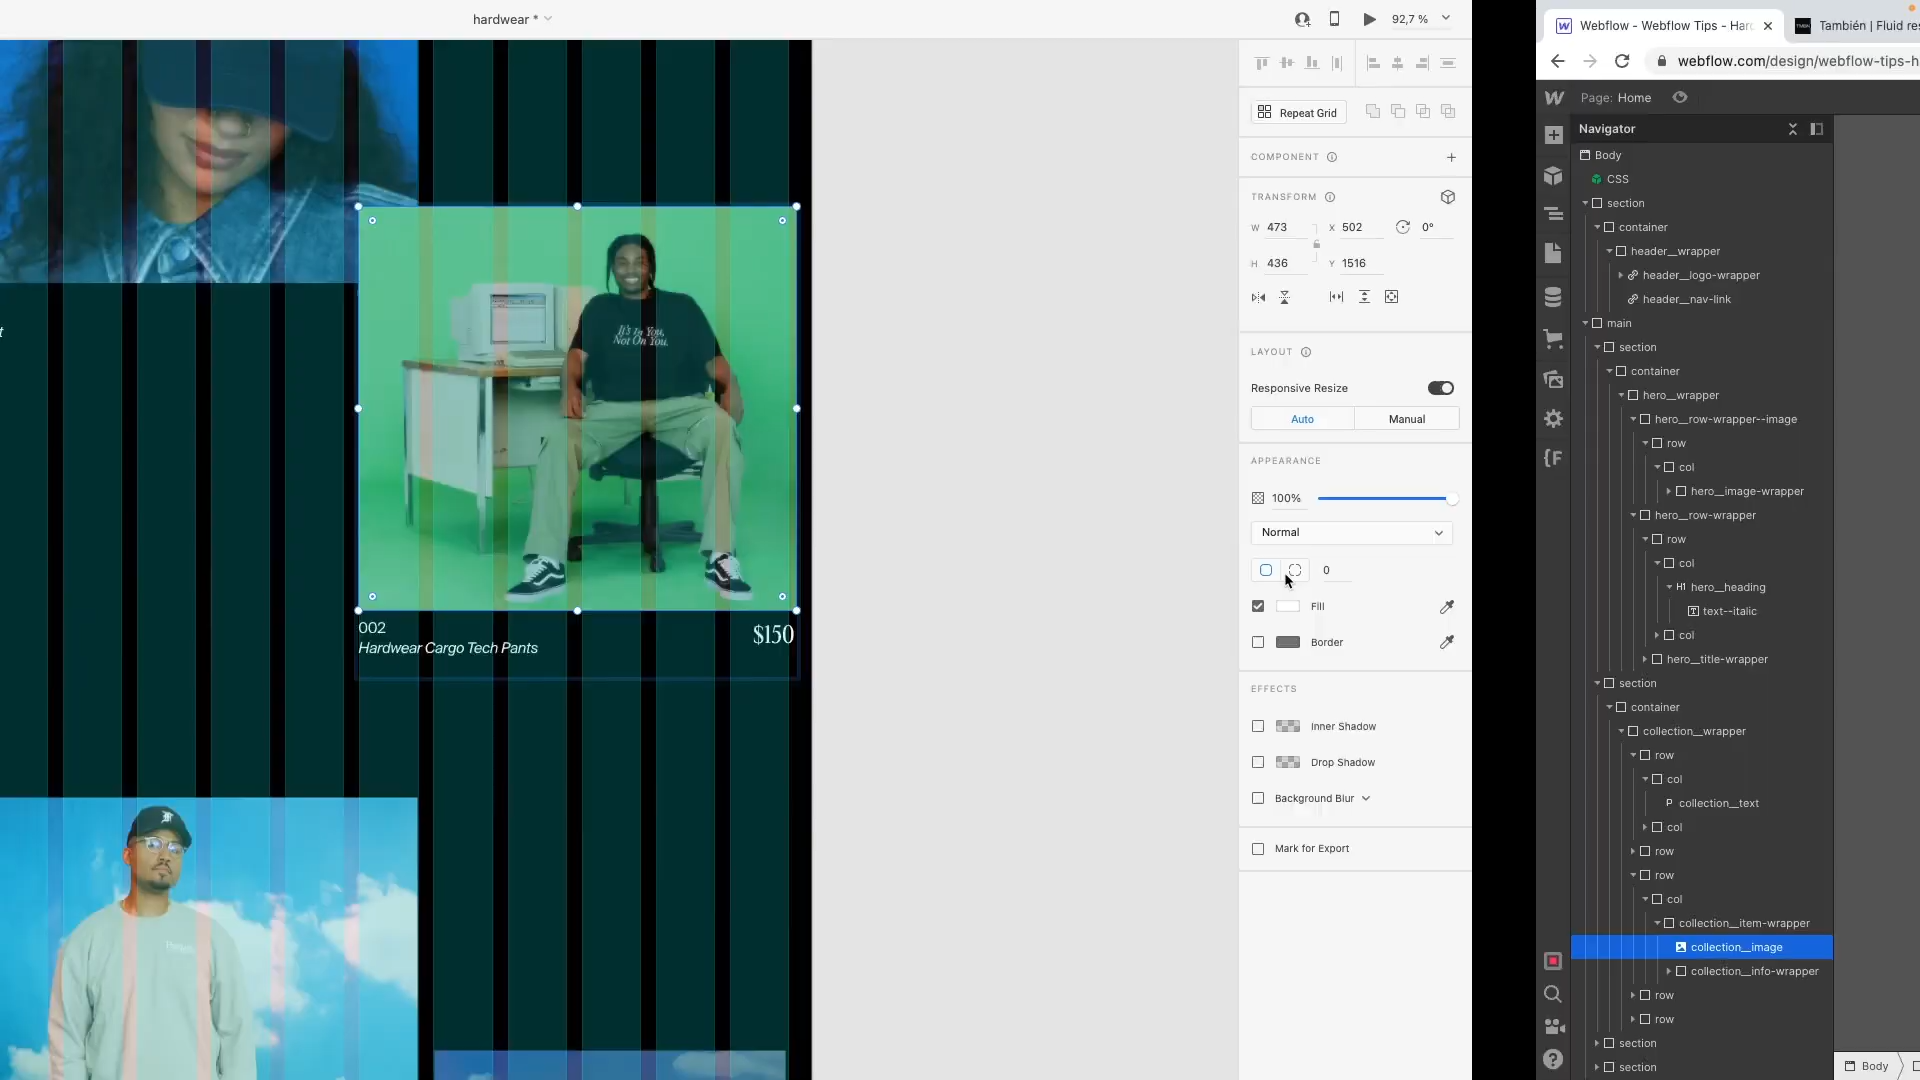 hardwear *
92,7 %
Repeat Grid
COMPONENT
TRANSFORM
W 473
X 502
0°
H 436
Y 1516
LAYOUT
Responsive Resize
Auto
Manual
APPEARANCE
100%
Normal
0
Fill
Border
EFFECTS
Inner Shadow
Drop Shadow
Background Blur
Mark for Export
It's In You,
Not On You.
002
Hardwear Cargo Tech Pants
$150
t
Webflow - Webflow Tips - Har
También | Fluid res
webflow.com/design/webflow-tips-h
Page: Home
Navigator
Body
CSS
section
container
header__wrapper
header__logo-wrapper
header__nav-link
main
section
container
hero__wrapper
hero__row-wrapper--image
row
col
hero__image-wrapper
hero__row-wrapper
row
col
H1 hero__heading
text--italic
col
hero__title-wrapper
section
container
collection__wrapper
row
col
P collection__text
col
row
row
col
collection__item-wrapper
collection__image
collection__info-wrapper
row
row
section
section
Body